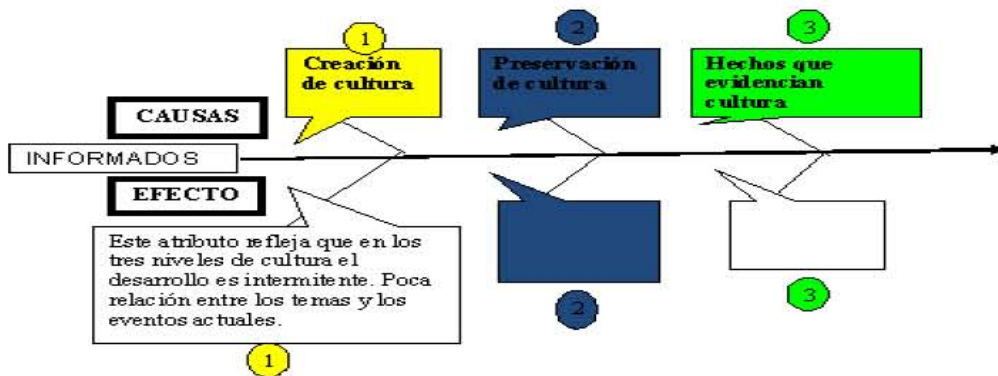 1
2
3
Creación
de cultura
Preservación
de cultura
Hechos que
evidencian
cultura
CAUSAS
INFORMADOS
EFECTO
Este atributo refleja que en los
tres niveles de cultura el
desarrollo es intermitente. Poca
relación entre los temas y los
eventos actuales.
1
2
3